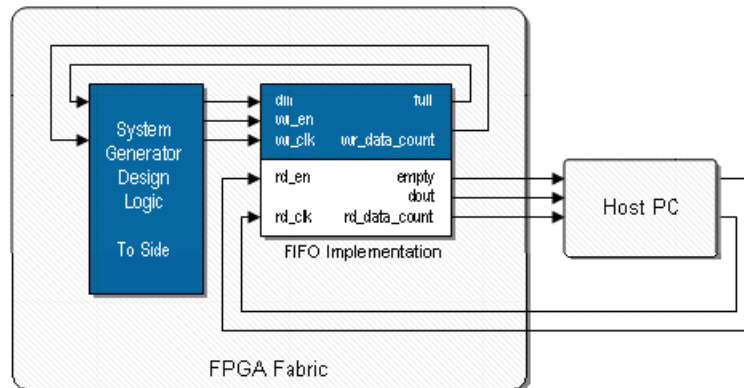 System
Generator
Design
Logic
To Side
din full
wr_en
wr_clk wr_data_count
rd_en empty
dout
rd_clk rd_data_count
FIFO Implementation
Host PC
FPGA Fabric